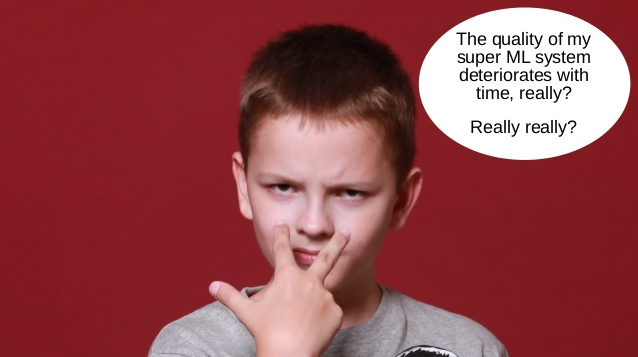 The quality of my
super ML system
deteriorates with
time, really?
Really really?